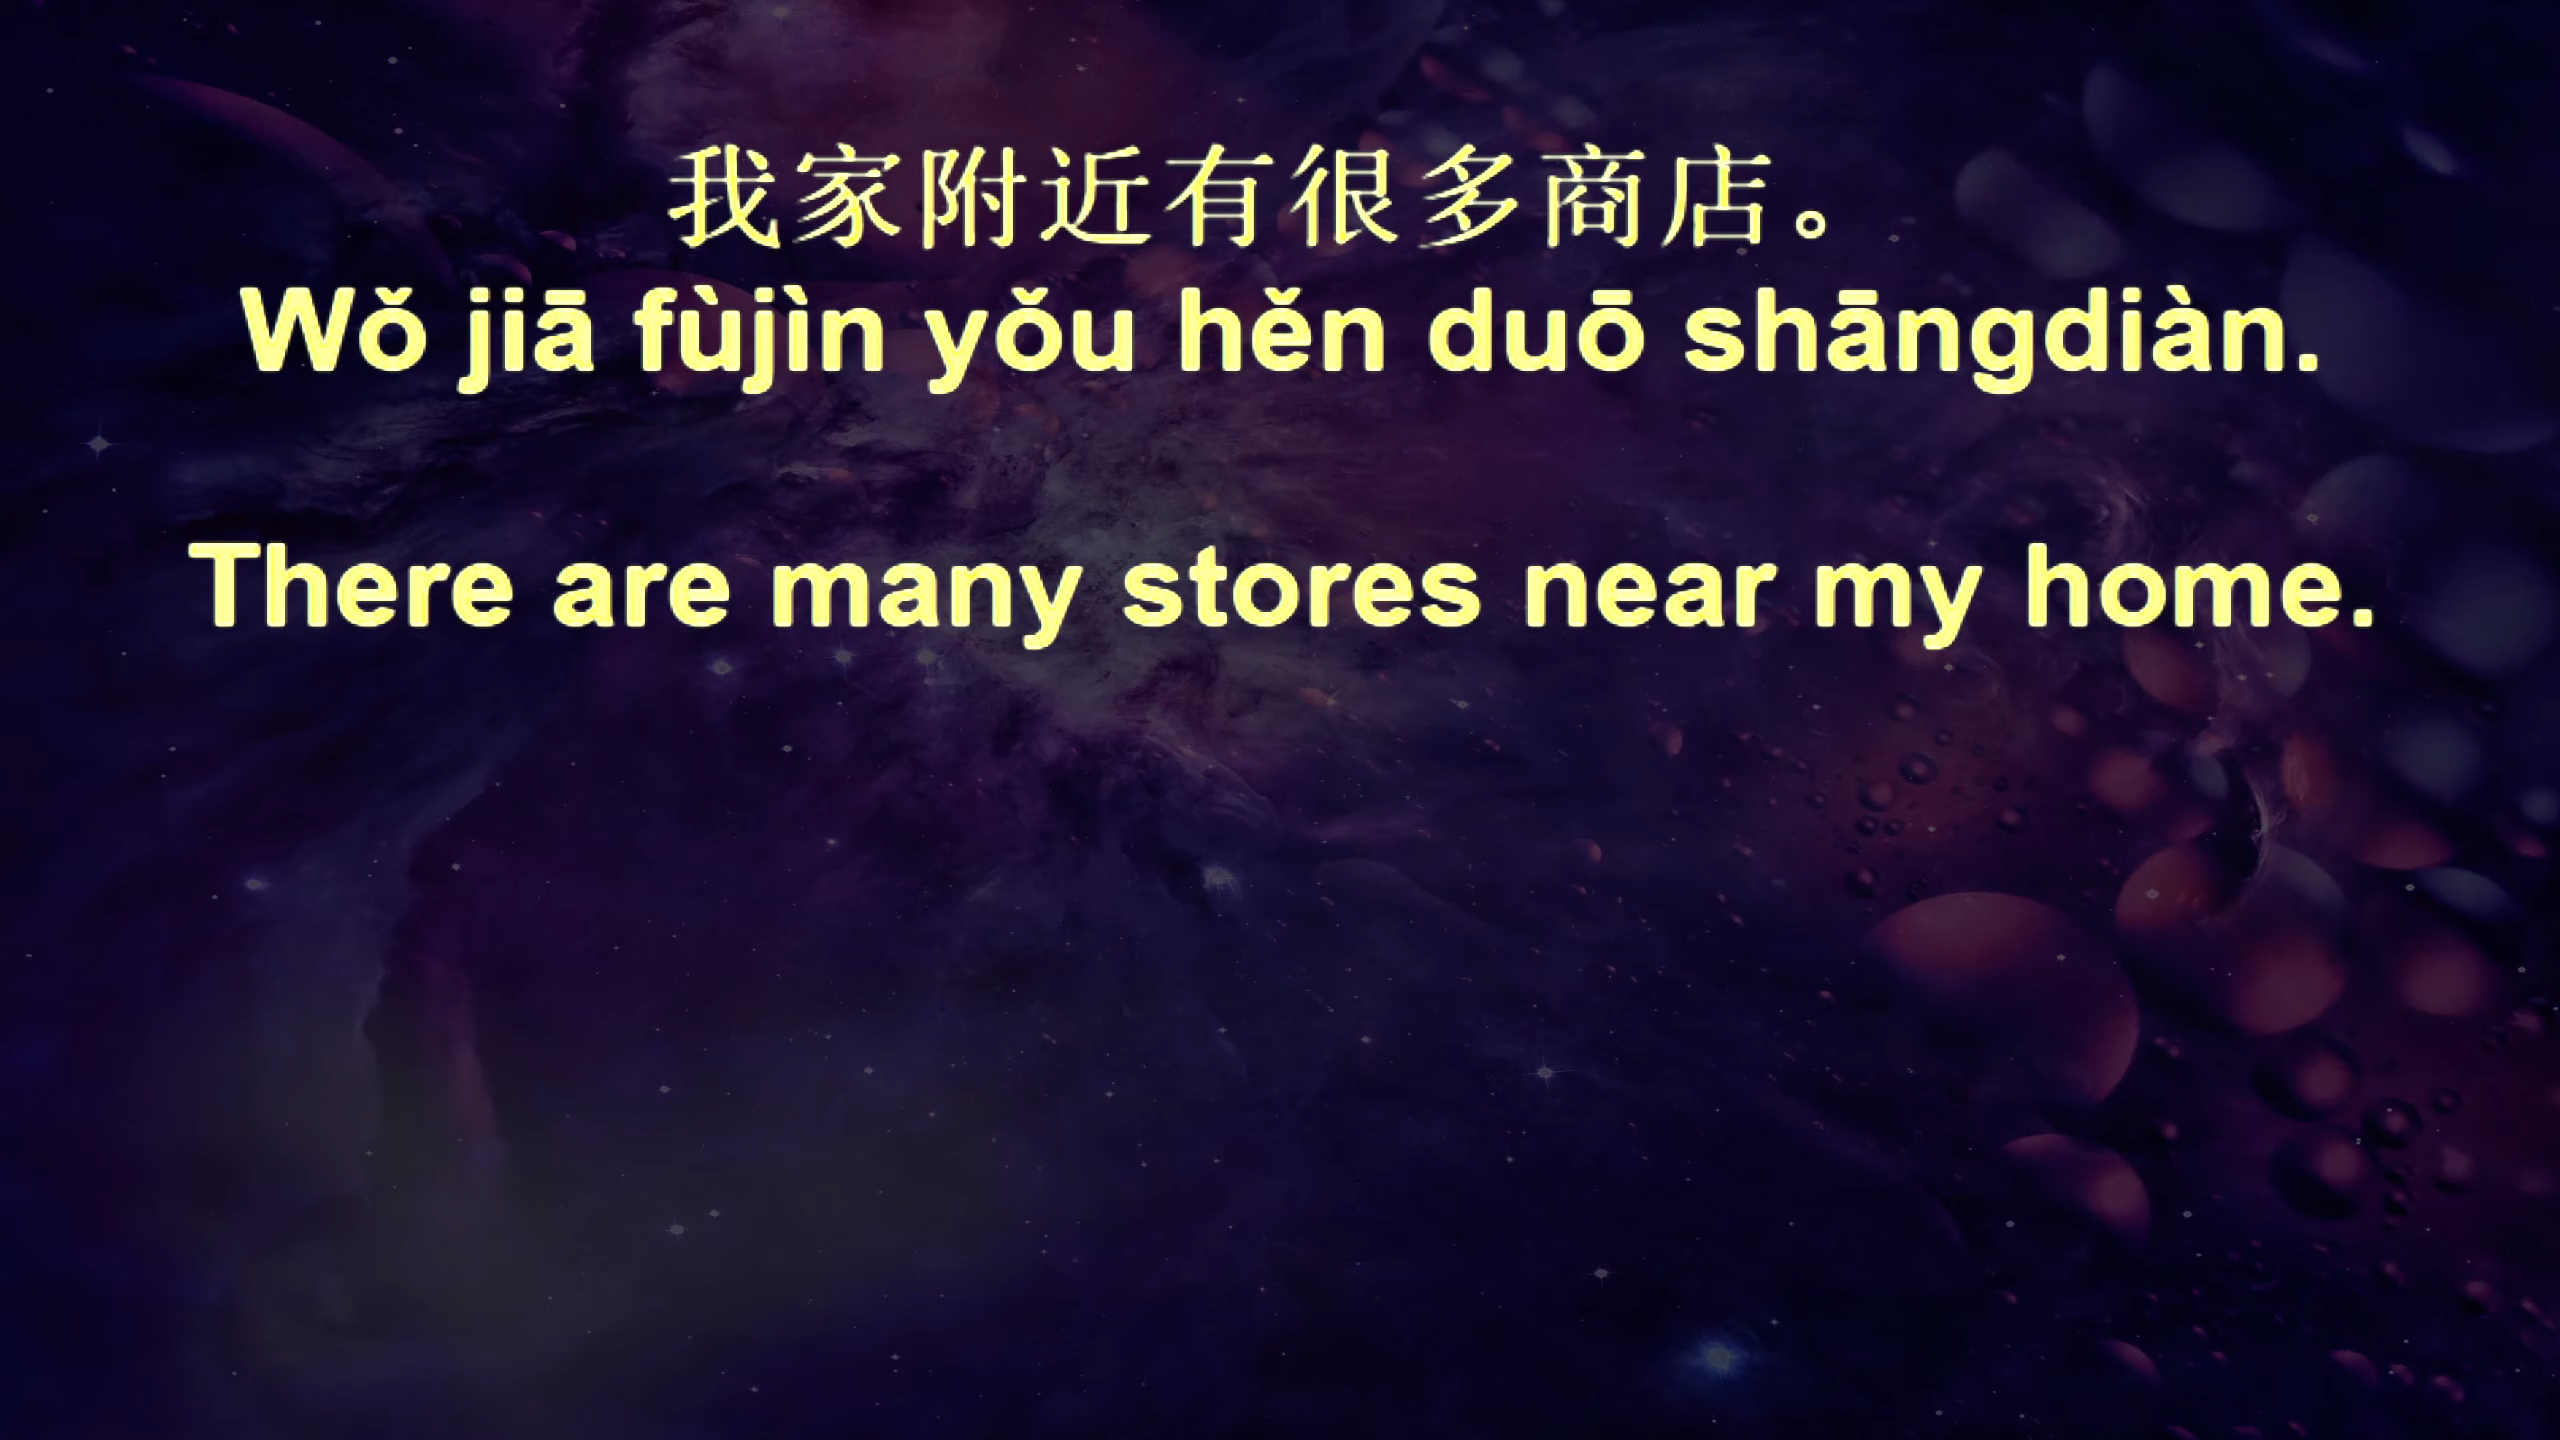 我家附近有很多商店。
Wǒ jiā fùjìn yǒu hěn duō shāngdiàn.
There are many stores near my home.